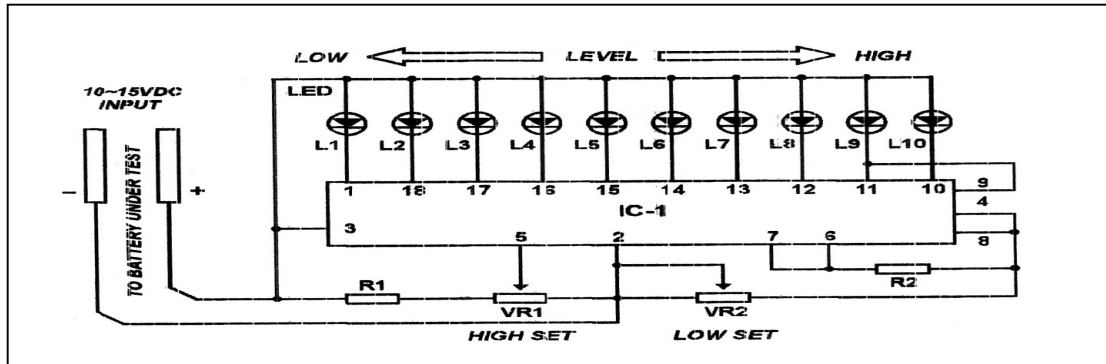 LOW LEVEL HIGH
LED
10~15VDC
INPUT
L1 L2 L3 L4 L5 L6 L7 L8 L9 L10
1 18 17 16 15 14 13 12 11 10 9
IC-1 4
3 5 2 7 6 8
- +
TO BATTERY UNDER TEST
R1 VR1 VR2 R2
HIGH SET LOW SET